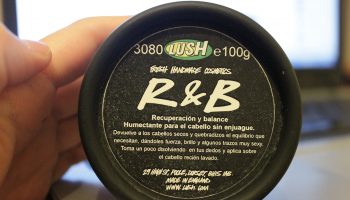 3080 LUSH e100g
FRESH HANDMADE COSMETICS
R&B
Recuperación y balance
Humectante para el cabello sin enjuague.
Devuelve a los cabellos secos y quebradizos el equilibrio que
necesitan, dándoles fuerza, brillo y algunos trazos muy sexy.
Toma un poco disolviendo en tus dedos y aplica sobre
el cabello recién lavado.
29 HIGH ST, POOLE, DORSET, BH15 1AB
MADE IN ENGLAND
WWW.LUSH.COM